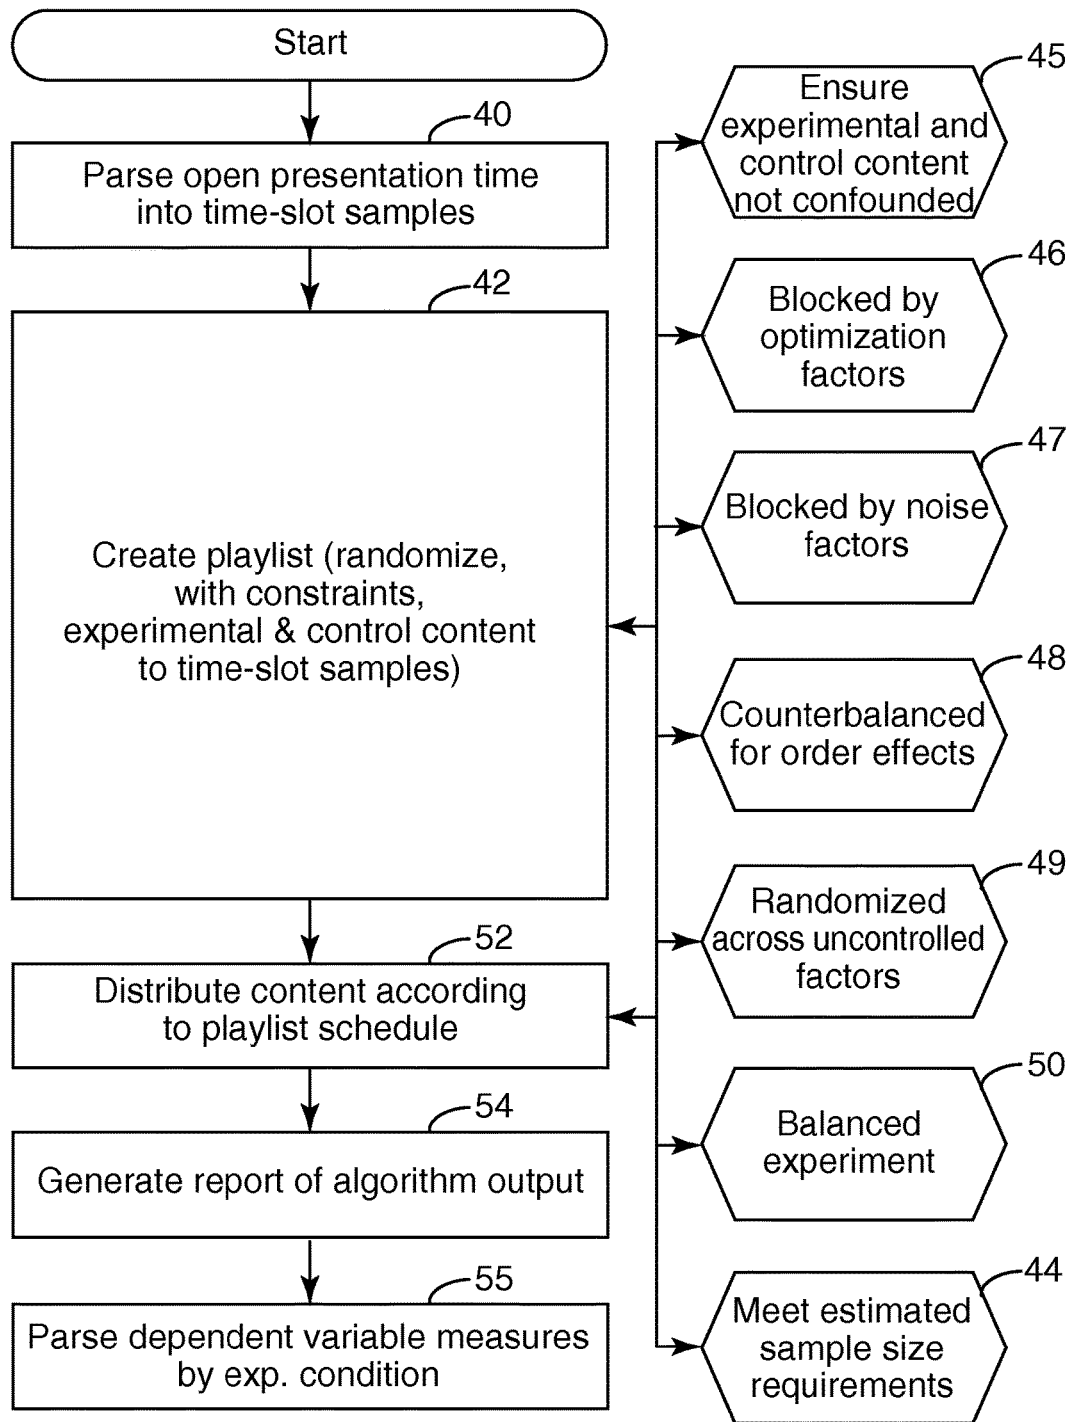 Start
40
Parse open presentation time
into time-slot samples
42
Create playlist (randomize,
with constraints,
experimental & control content
to time-slot samples)
52
Distribute content according
to playlist schedule
54
Generate report of algorithm output
55
Parse dependent variable measures
by exp. condition
45
Ensure
experimental and
control content
not confounded
46
Blocked by
optimization
factors
47
Blocked by noise
factors
48
Counterbalanced
for order effects
49
Randomized
across uncontrolled
factors
50
Balanced
experiment
44
Meet estimated
sample size
requirements